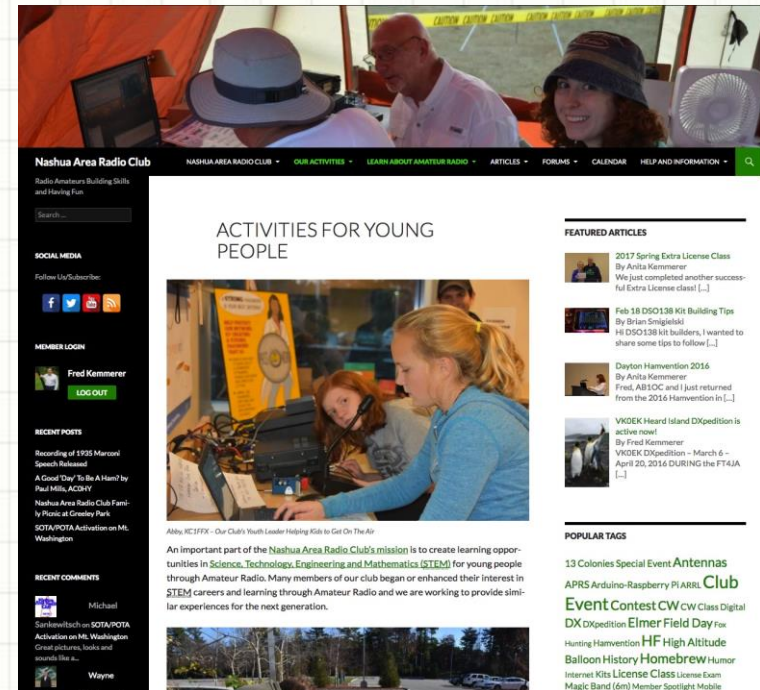 CAUTION CAUTION CAUTION
Nashua Area Radio Club
NASHUA AREA RADIO CLUB
OUR ACTIVITIES
LEARN ABOUT AMATEUR RADIO
ARTICLES
FORUMS
CALENDAR
HELP AND INFORMATION
Radio Amateurs Building Skills
and Having Fun
Search ...
SOCIAL MEDIA
Follow Us/Subscribe:
MEMBER LOGIN
Fred Kemmerer
LOG OUT
RECENT POSTS
Recording of 1935 Marconi
Speech Released
A Good 'Day' To Be A Ham? by
Paul Mills, AC0HY
Nashua Area Radio Club Fami-
ly Picnic at Greeley Park
SOTA/POTA Activation on Mt.
Washington
RECENT COMMENTS
Michael
Sankewitsch on SOTA/POTA
Activation on Mt. Washington
Great pictures, looks and
sounds like a...
Wayne
ACTIVITIES FOR YOUNG
PEOPLE
STRONG
Abby, KC1FFX – Our Club's Youth Leader Helping Kids to Get On The Air
An important part of the Nashua Area Radio Club's mission is to create learning oppor-
tunities in Science, Technology, Engineering and Mathematics (STEM) for young people
through Amateur Radio. Many members of our club began or enhanced their interest in
STEM careers and learning through Amateur Radio and we are working to provide simi-
lar experiences for the next generation.
FEATURED ARTICLES
2017 Spring Extra License Class
By Anita Kemmerer
We just completed another success-
ful Extra License class! [...]
Feb 18 DSO138 Kit Building Tips
By Brian Smigielski
Hi DSO138 kit builders, I wanted to
share some tips to follow [...]
Dayton Hamvention 2016
By Anita Kemmerer
Fred, AB1OC and I just returned
from the 2016 Hamvention in [...]
VK0EK Heard Island DXpedition is
active now!
By Fred Kemmerer
VK0EK DXpedition – March 6 –
April 20, 2016 DURING the FT4JA
[...]
POPULAR TAGS
13 Colonies Special Event Antennas
APRS Arduino-Raspberry Pi ARRL Club
Event Contest CW CW Class Digital
DX DXpedition Elmer Field Day Fox
Hunting Hamvention HF High Altitude
Balloon History Homebrew Humor
Internet Kits License Class License Exam
Magic Band (6m) Member Spotlight Mobile